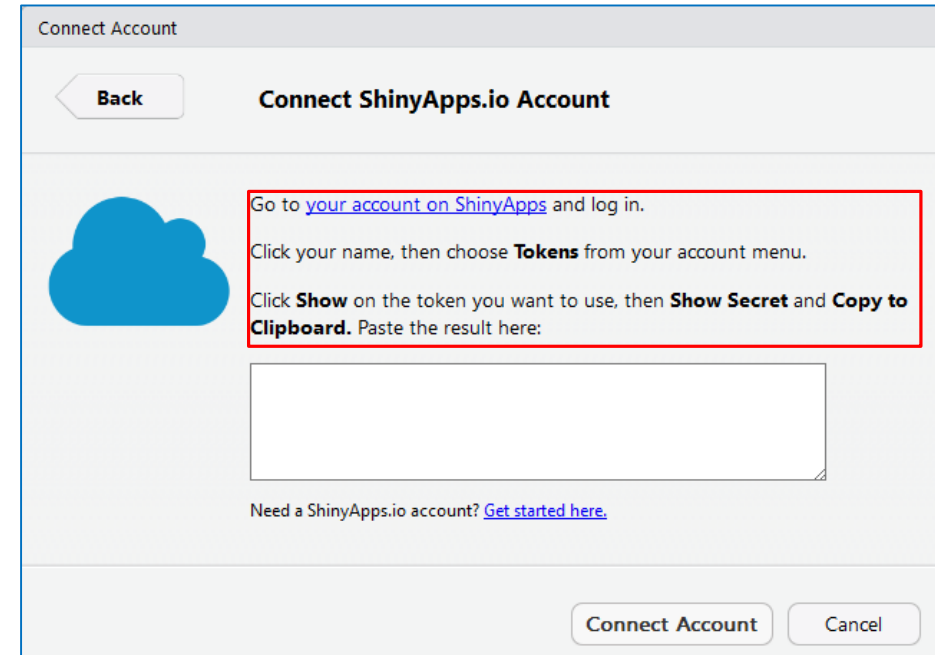 Connect Account
Back
Connect ShinyApps.io Account
Go to your account on ShinyApps and log in.
Click your name, then choose Tokens from your account menu.
Click Show on the token you want to use, then Show Secret and Copy to
Clipboard. Paste the result here:
Need a ShinyApps.io account? Get started here.
Connect Account
Cancel